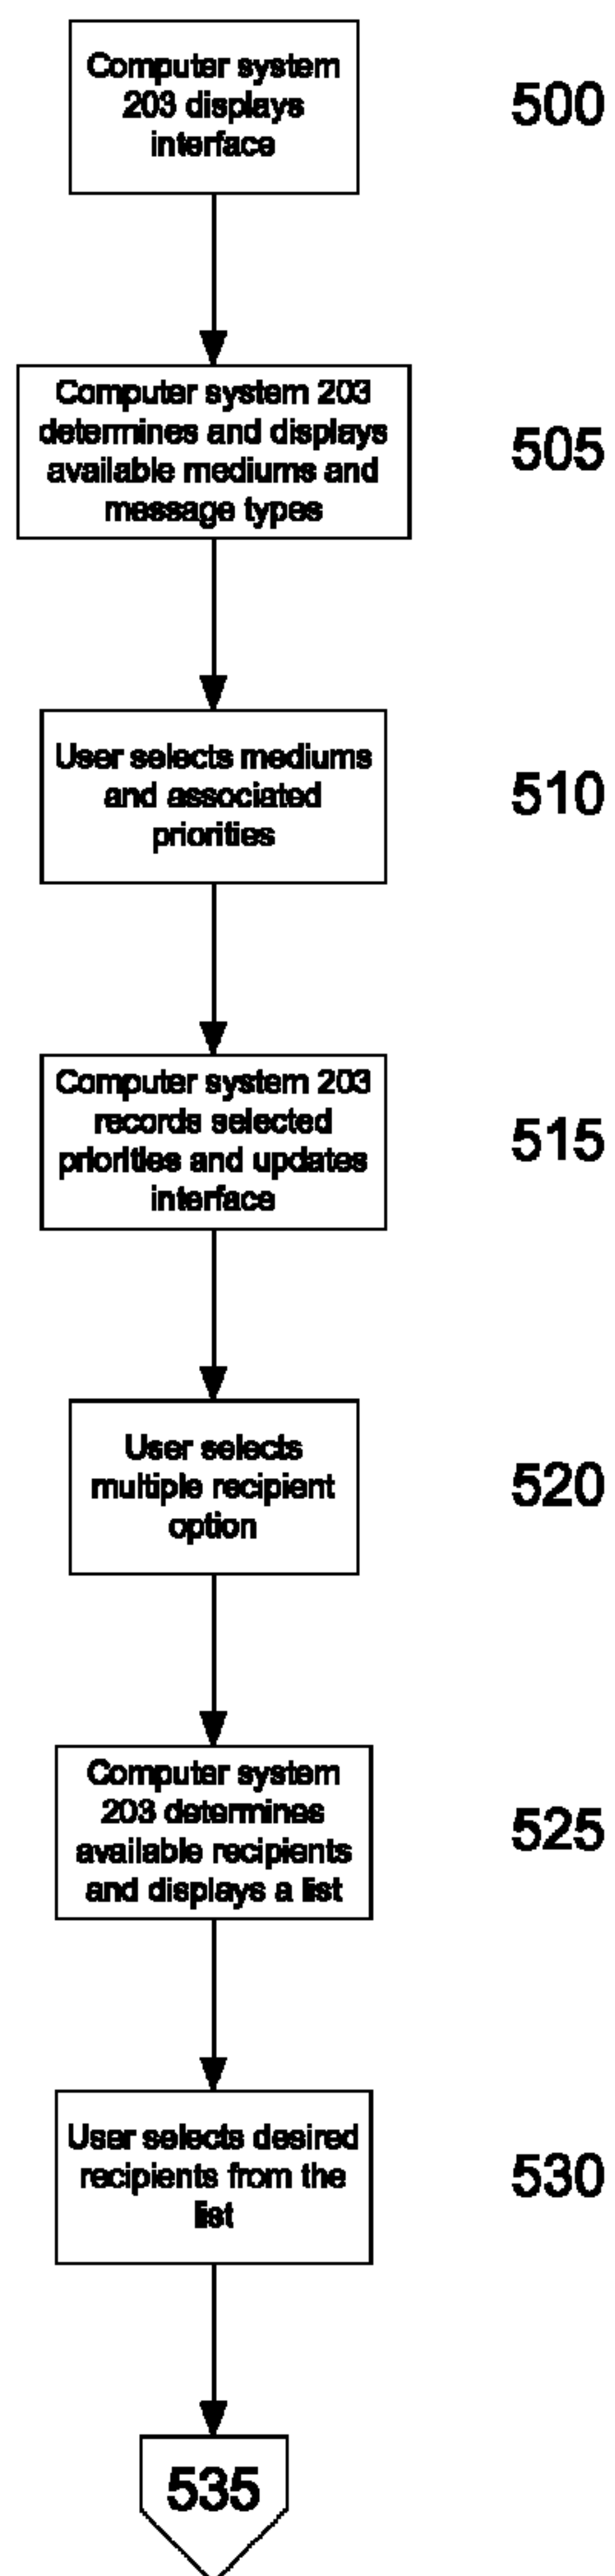 Computer system
203 displays
interface
500
Computer system 203
determines and displays
available mediums and
message types
505
User selects mediums
and associated
priorities
510
Computer system 203
records selected
priorities and updates
interface
515
User selects
multiple recipient
option
520
Computer system
203 determines
available recipients
and displays a list
525
User selects desired
recipients from the
list
530
535